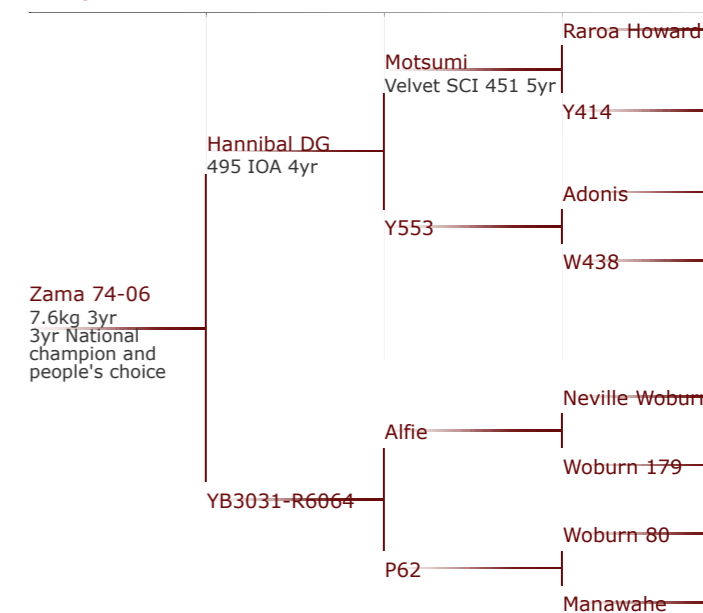 Raroa Howard
Motsumi
Velvet SCI 451 5yr
Y414
Hannibal DG
495 IOA 4yr
Adonis
Y553
W438
Zama 74-06
7.6kg 3yr
3yr National
champion and
people's choice
Neville Woburn
Alfie
Woburn 179
YB3031-R6064
Woburn 80
P62
Manawahe